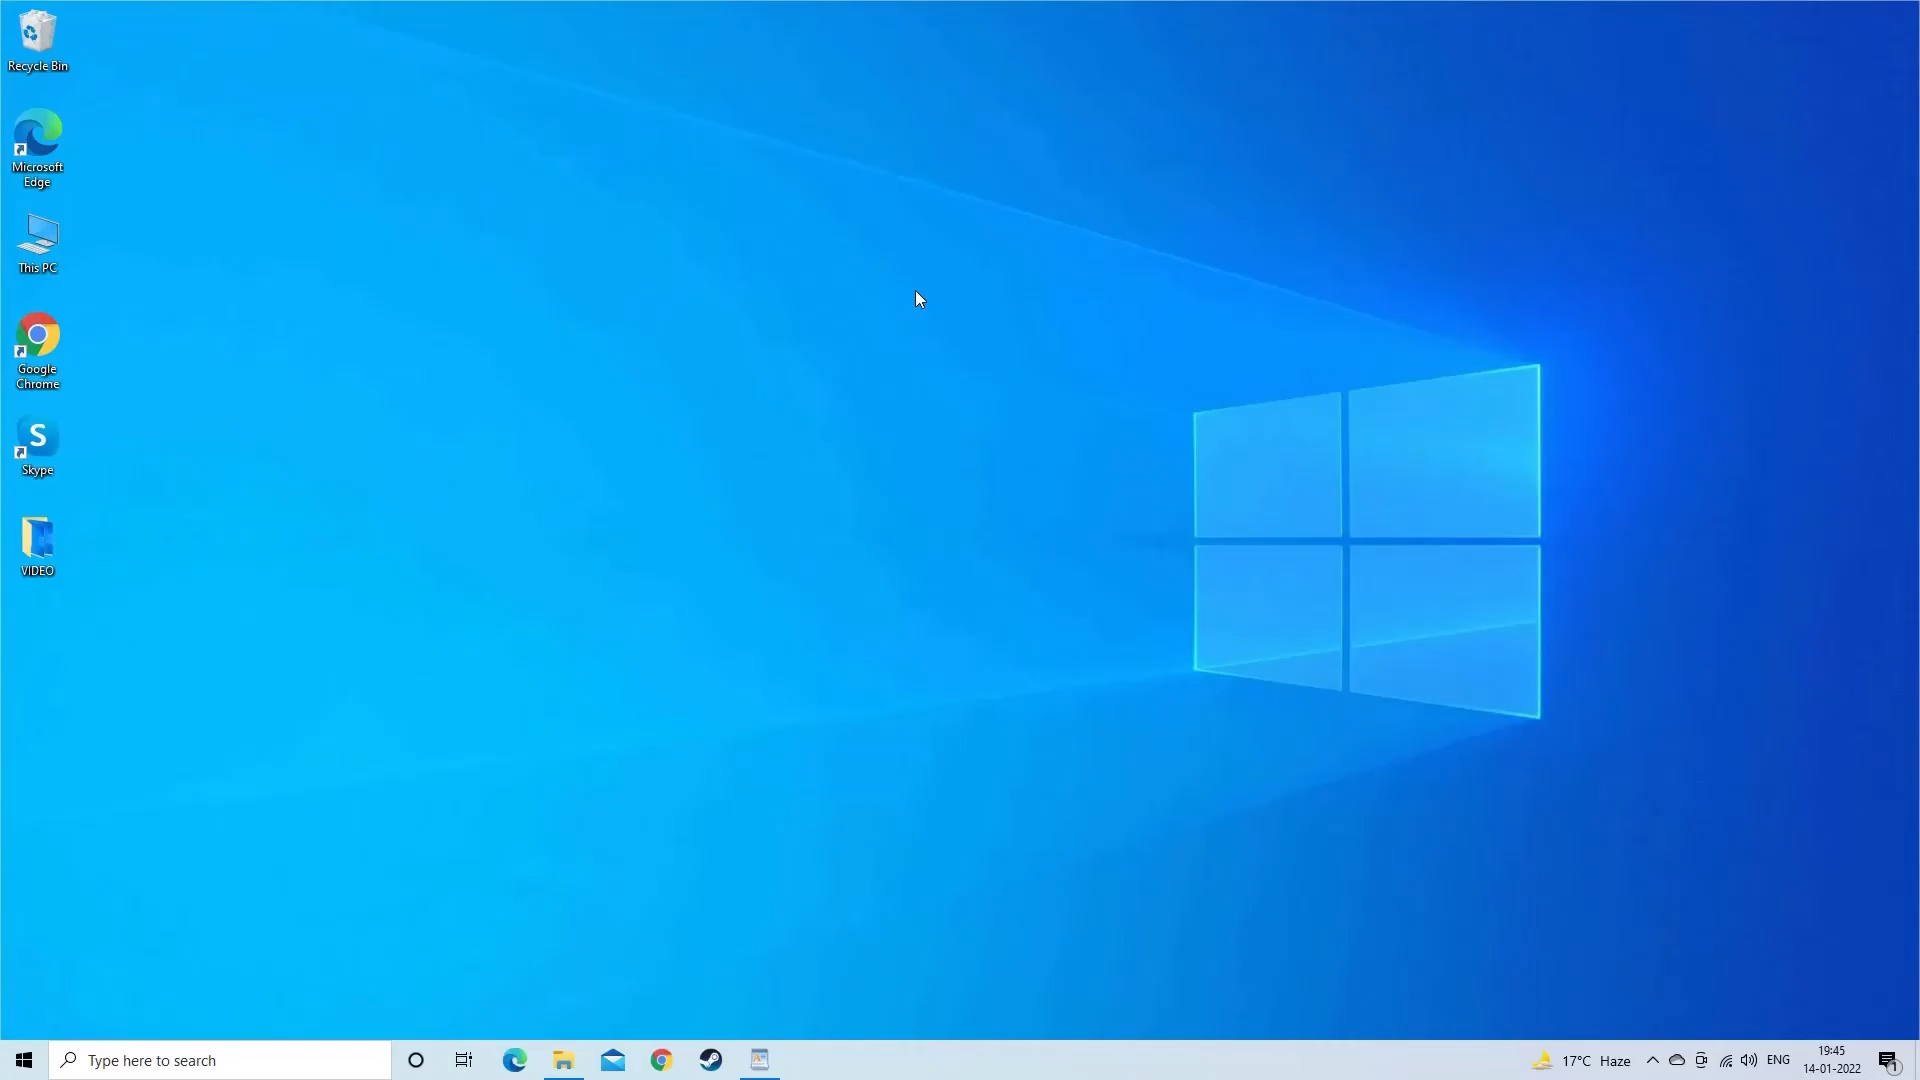 Recycle Bin
Microsoft
Edge
This PC
Google
Chrome
S
Skype
VIDEO
Type here to search
17°C Haze
ENG
19:45
14-01-2022
1